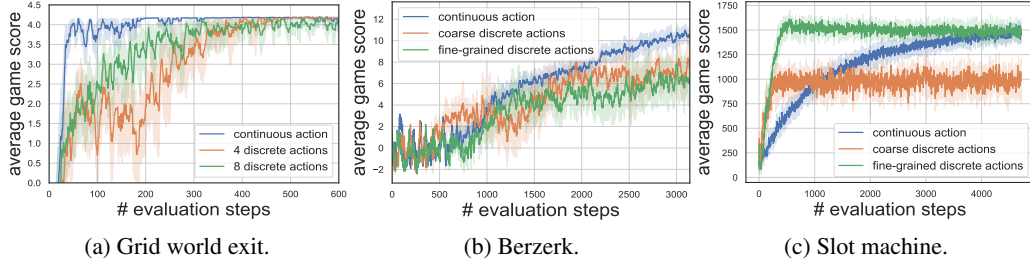 average game score
4.5
4.0
3.5
3.0
2.5
2.0
1.5
1.0
0.5
0.0
0
100
200
300
400
500
600
continuous action
4 discrete actions
8 discrete actions
# evaluation steps
(a) Grid world exit.
average game score
12
10
8
6
4
2
0
−2
0
500
1000
1500
2000
2500
3000
continuous action
coarse discrete actions
fine-grained discrete actions
# evaluation steps
(b) Berzerk.
average game score
1750
1500
1250
1000
750
500
250
0
0
1000
2000
3000
4000
continuous action
coarse discrete actions
fine-grained discrete actions
# evaluation steps
(c) Slot machine.